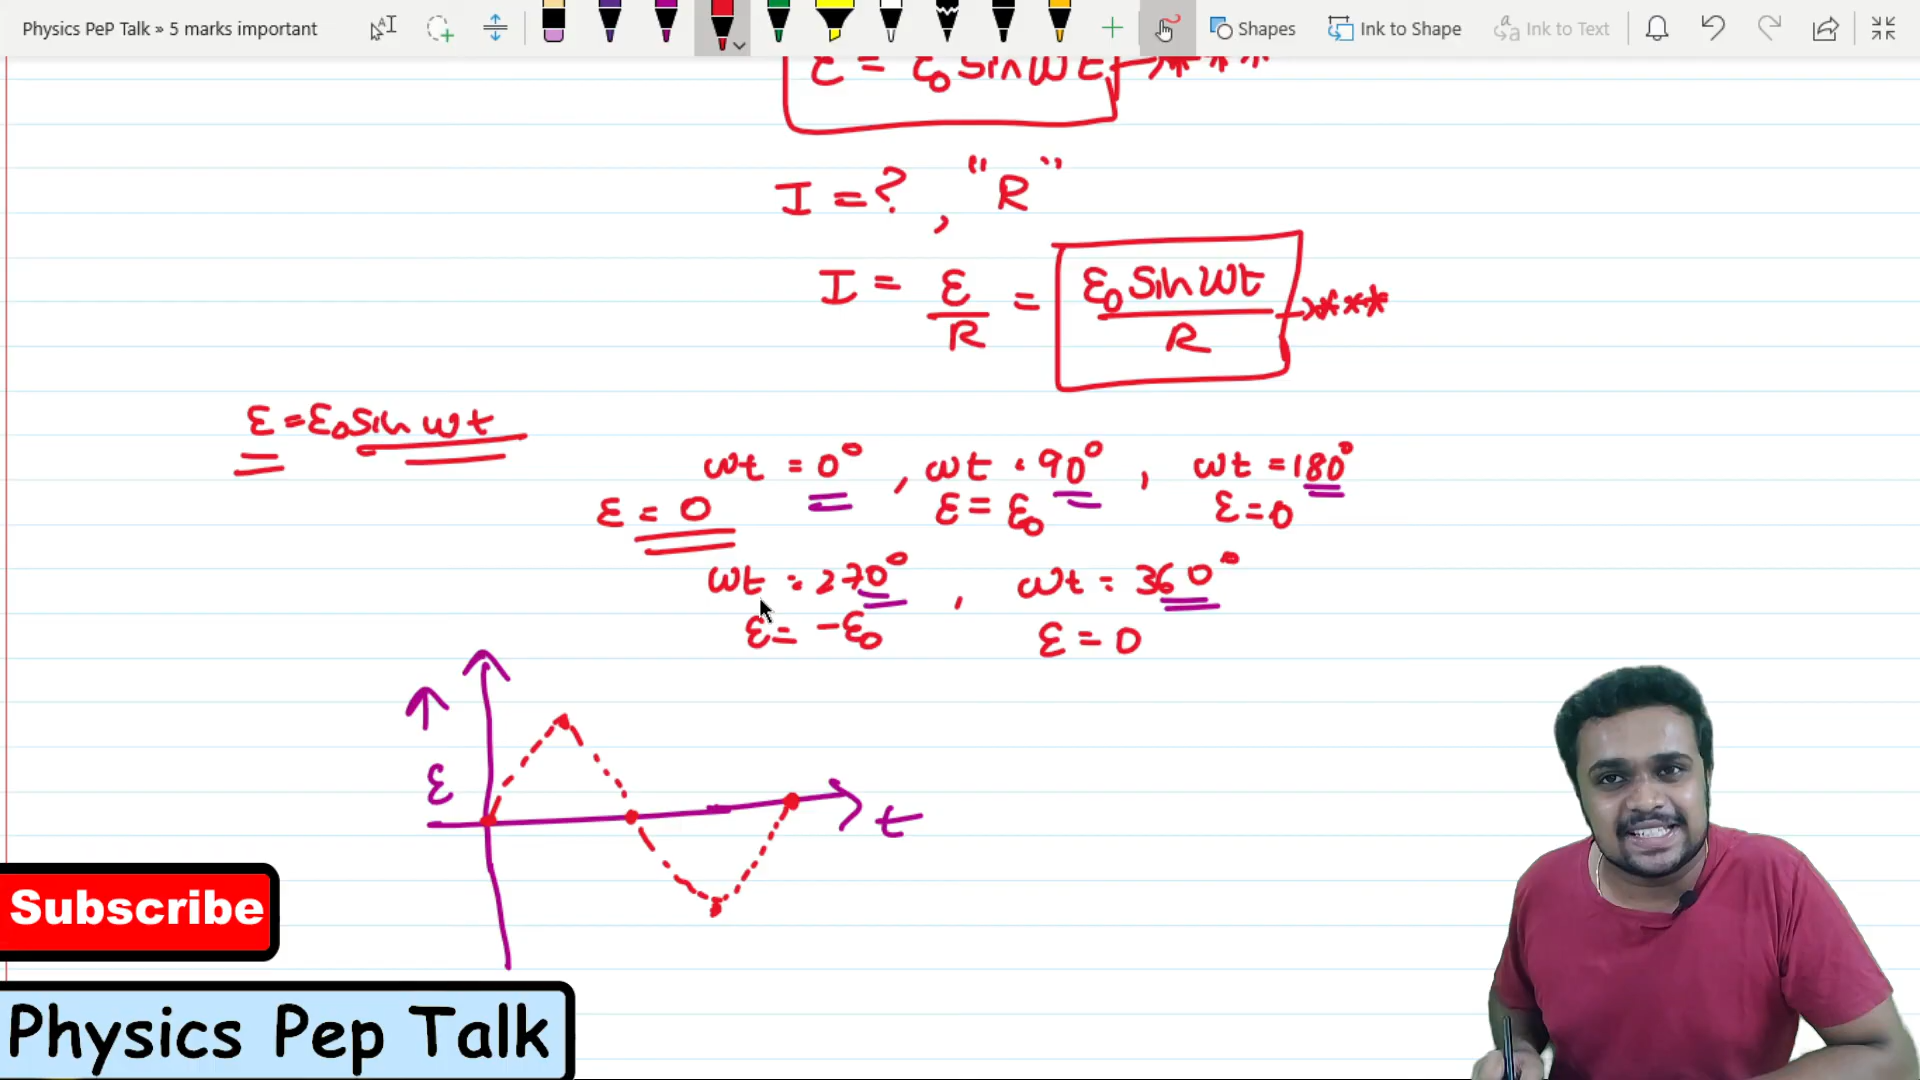 Physics PeP Talk » 5 marks important
Shapes
Ink to Shape
Ink to Text
ε = ε₀ sin ωt → ***
I = ? , "R"
I = ε/R = ε₀ sin ωt / R → ***
ε = ε₀ sin ωt
ωt = 0° , ωt = 90° , ωt = 180°
ε = 0 ε = ε₀ ε = 0
ωt = 270° , ωt = 360°
ε = -ε₀ ε = 0
ε
t
Subscribe
Physics Pep Talk